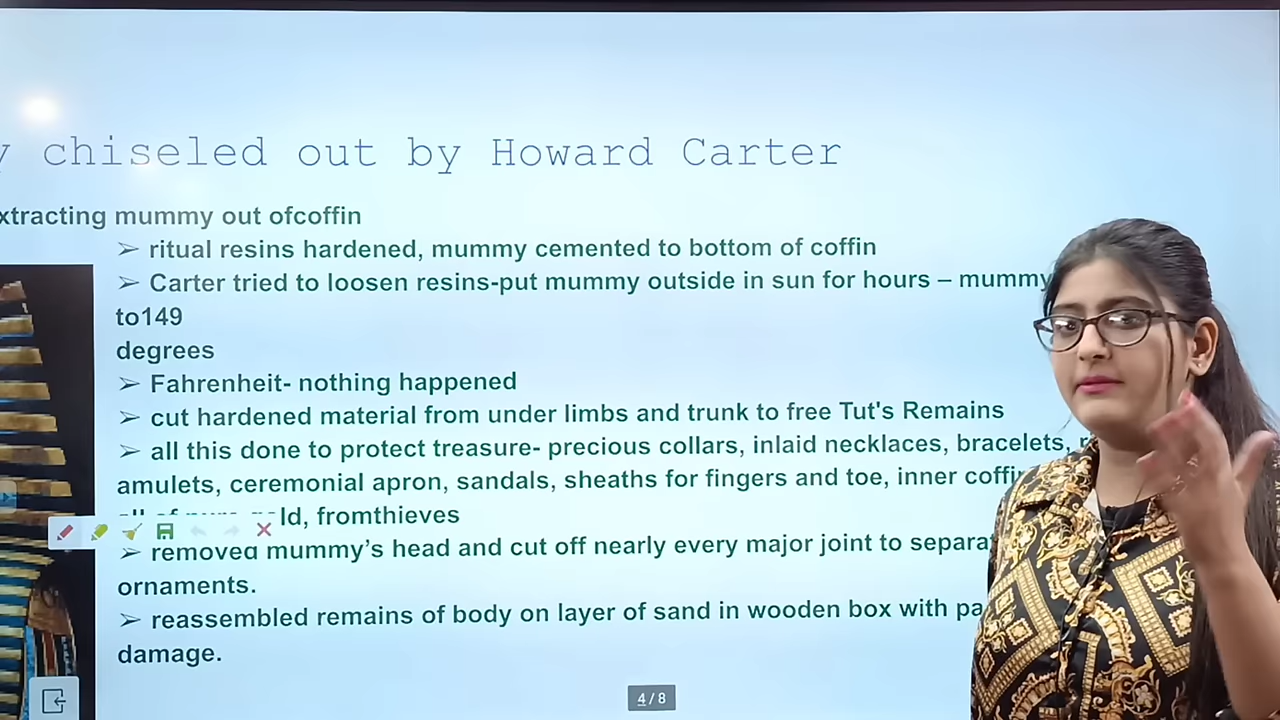 chiseled out by Howard Carter
xtracting mummy out ofcoffin
➢ ritual resins hardened, mummy cemented to bottom of coffin
➢ Carter tried to loosen resins-put mummy outside in sun for hours – mummy
to149
degrees
➢ Fahrenheit- nothing happened
➢ cut hardened material from under limbs and trunk to free Tut's Remains
➢ all this done to protect treasure- precious collars, inlaid necklaces, bracelets,
amulets, ceremonial apron, sandals, sheaths for fingers and toe, inner coffi
ld, fromthieves
➢ removed mummy’s head and cut off nearly every major joint to separa
ornaments.
➢ reassembled remains of body on layer of sand in wooden box with pa
damage.
4/8